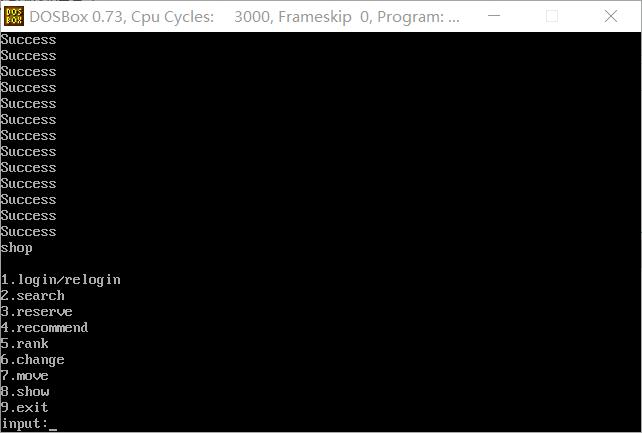 DOS
BOX
DOSBox 0.73, Cpu Cycles: 3000, Frameskip 0, Program: ...
Success
Success
Success
Success
Success
Success
Success
Success
Success
Success
Success
Success
Success
shop
1.login/relogin
2.search
3.reserve
4.recommend
5.rank
6.change
7.move
8.show
9.exit
input:_